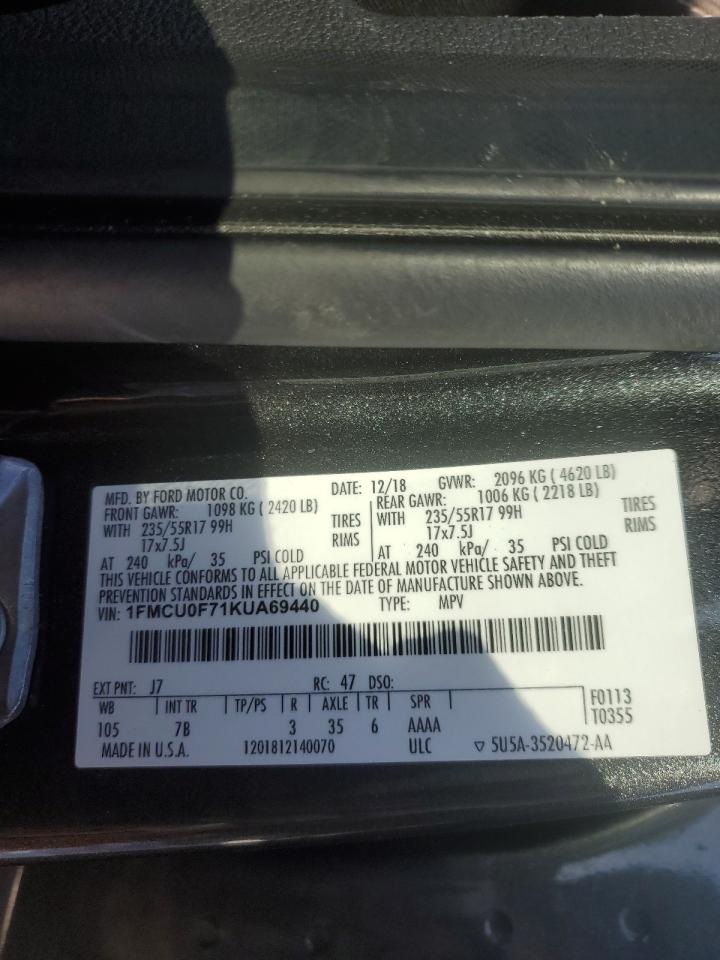 MFD. BY FORD MOTOR CO. DATE: 12/18 GVWR: 2096 KG ( 4620 LB)
FRONT GAWR: 1098 KG ( 2420 LB) REAR GAWR: 1006 KG ( 2218 LB)
WITH 235/55R17 99H TIRES WITH 235/55R17 99H TIRES
17x7.5J RIMS 17x7.5J RIMS
AT 240 kPa/ 35 PSI COLD AT 240 kPa/ 35 PSI COLD
THIS VEHICLE CONFORMS TO ALL APPLICABLE FEDERAL MOTOR VEHICLE SAFETY AND THEFT
PREVENTION STANDARDS IN EFFECT ON THE DATE OF MANUFACTURE SHOWN ABOVE.
VIN: 1FMCU0F71KUA69440 TYPE: MPV
EXT PNT: J7 RC: 47 DSO:
WB INT TR TP/PS R AXLE TR SPR F0113
105 7B 3 35 6 AAAA T0355
MADE IN U.S.A. 1201812140070 ULC ▽ 5U5A-3520472-AA